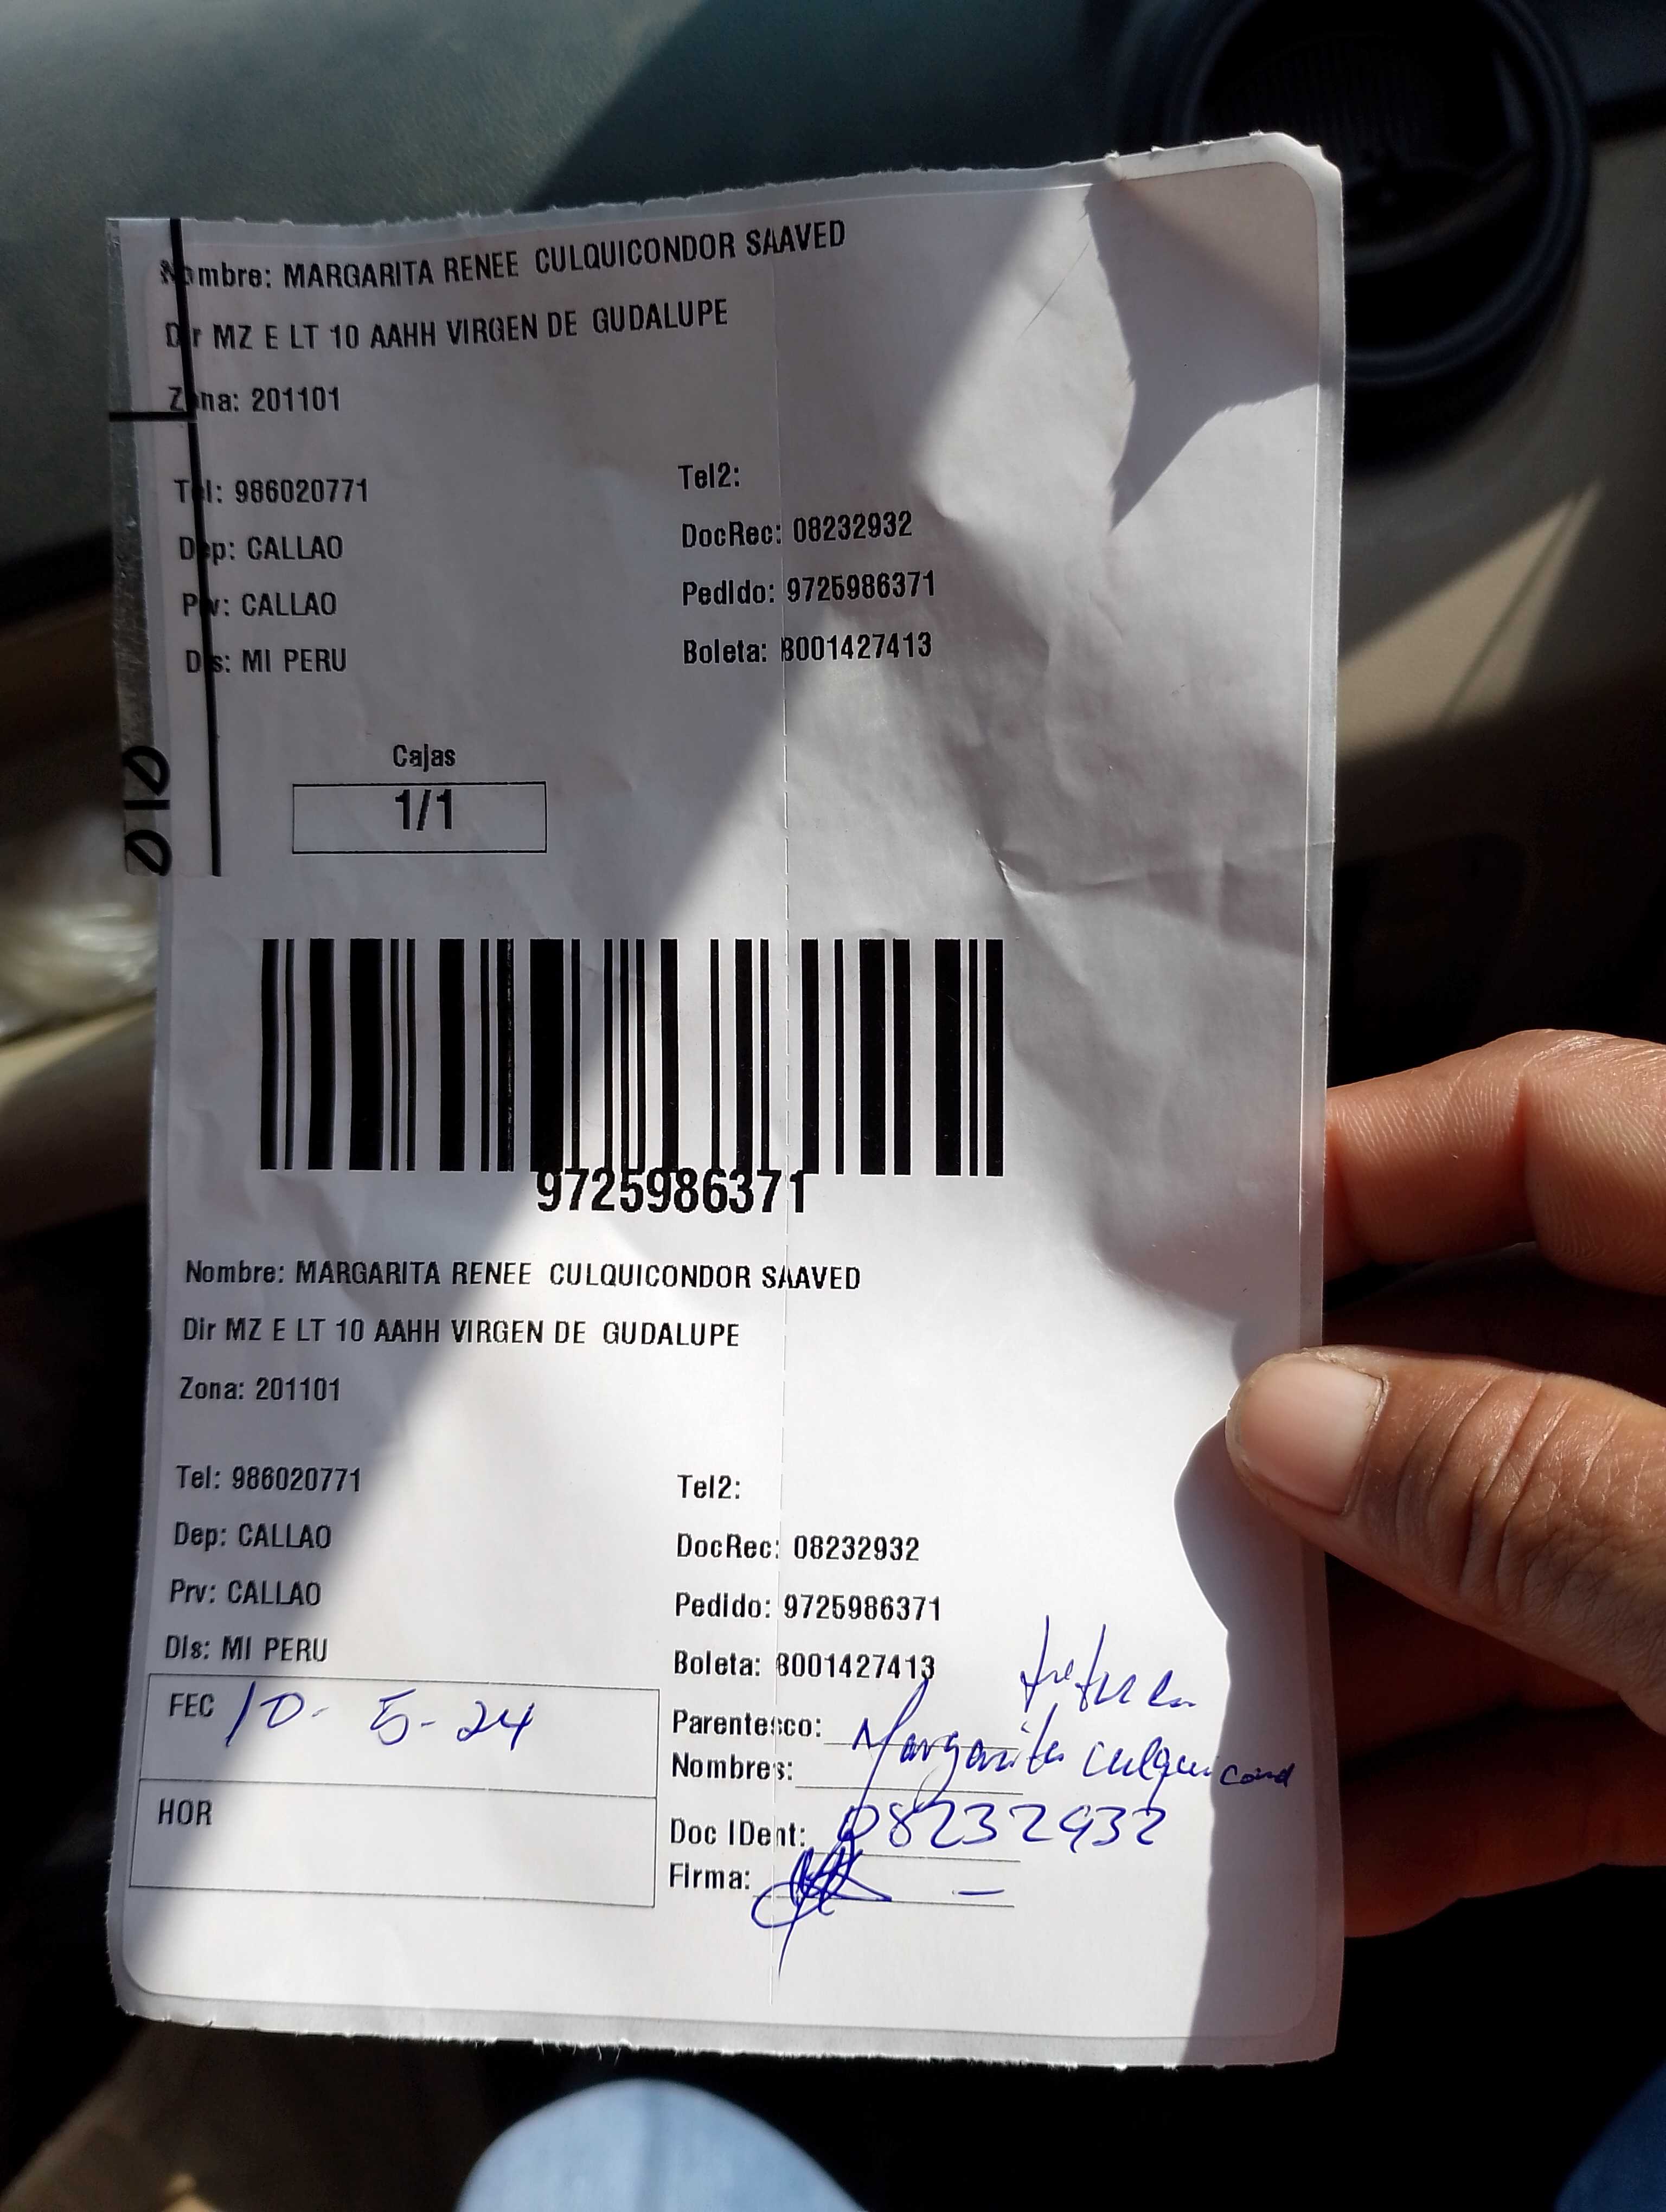 Nombre: MARGARITA RENEE CULQUICONDOR SAAVED
Dir MZ E LT 10 AAHH VIRGEN DE GUDALUPE
Zona: 201101
Tel: 986020771 Tel2:
Dep: CALLAO DocRec: 08232932
Prv: CALLAO Pedido: 9725986371
Dis: MI PERU Boleta: 8001427413
Cajas
1/1
010
9725986371
Nombre: MARGARITA RENEE CULQUICONDOR SAAVED
Dir MZ E LT 10 AAHH VIRGEN DE GUDALUPE
Zona: 201101
Tel: 986020771 Tel2:
Dep: CALLAO DocRec: 08232932
Prv: CALLAO Pedido: 9725986371
Dis: MI PERU Boleta: 8001427413
FEC 10-5-24 Parentesco:
Nombres: Margarita Culquicond
HOR Doc IDent: 08232932
Firma: